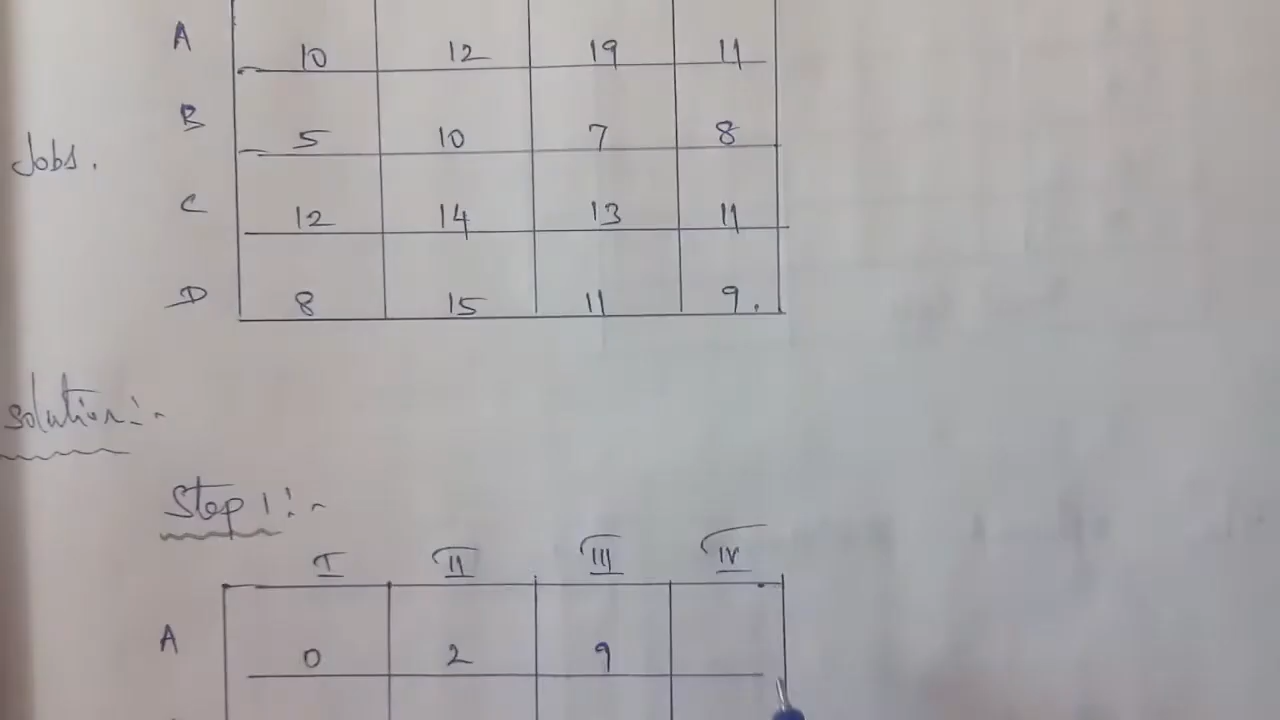 A 10 12 19 11
B 5 10 7 8
Jobs.
C 12 14 13 11
D 8 15 11 9.
Solution:-
Step 1:-
I II III IV
A 0 2 9